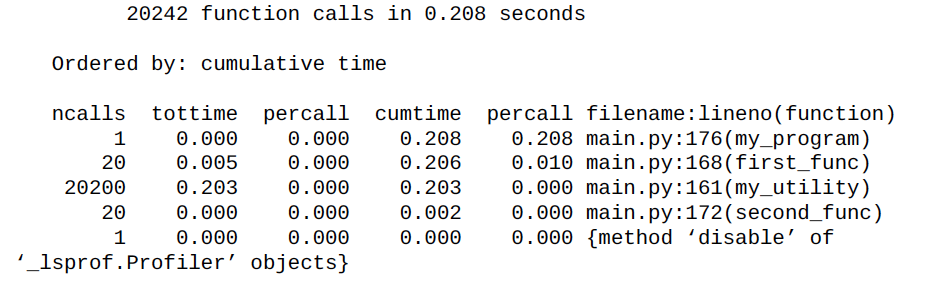 20242 function calls in 0.208 seconds
Ordered by: cumulative time
ncalls tottime percall cumtime percall filename:lineno(function)
1 0.000 0.000 0.208 0.208 main.py:176(my_program)
20 0.005 0.000 0.206 0.010 main.py:168(first_func)
20200 0.203 0.000 0.203 0.000 main.py:161(my_utility)
20 0.000 0.000 0.002 0.000 main.py:172(second_func)
1 0.000 0.000 0.000 0.000 {method ‘disable’ of
‘_lsprof.Profiler’ objects}